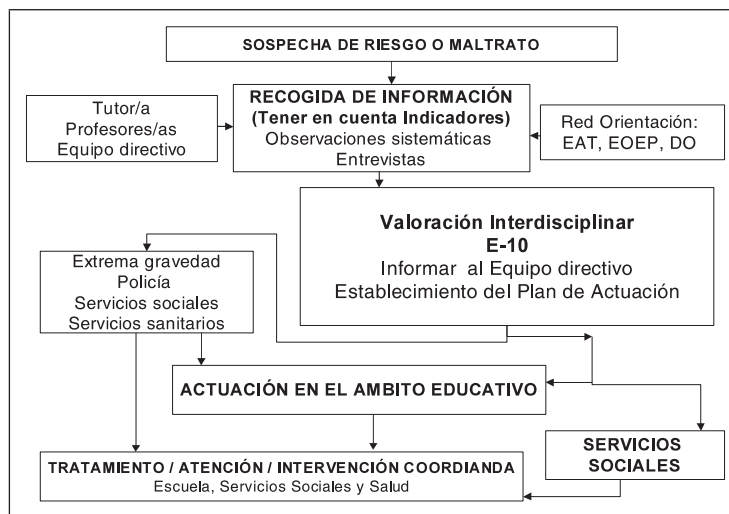 SOSPECHA DE RIESGO O MALTRATO
RECOGIDA DE INFORMACIÓN
(Tener en cuenta Indicadores)
Observaciones sistemáticas
Entrevistas
Tutor/a
Profesores/as
Equipo directivo
Red Orientación:
EAT, EOEP, DO
Valoración Interdisciplinar
E-10
Informar al Equipo directivo
Establecimiento del Plan de Actuación
Extrema gravedad
Policía
Servicios sociales
Servicios sanitarios
ACTUACIÓN EN EL AMBITO EDUCATIVO
SERVICIOS
SOCIALES
TRATAMIENTO / ATENCIÓN / INTERVENCIÓN COORDIANDA
Escuela, Servicios Sociales y Salud